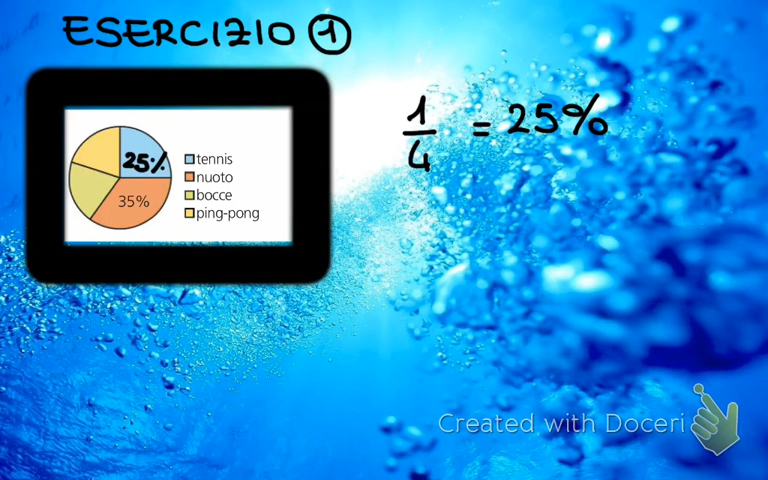 ESERCIZIO 1
1/4 = 25%
25%
tennis
nuoto
35%
bocce
ping-pong
Created with Doceri